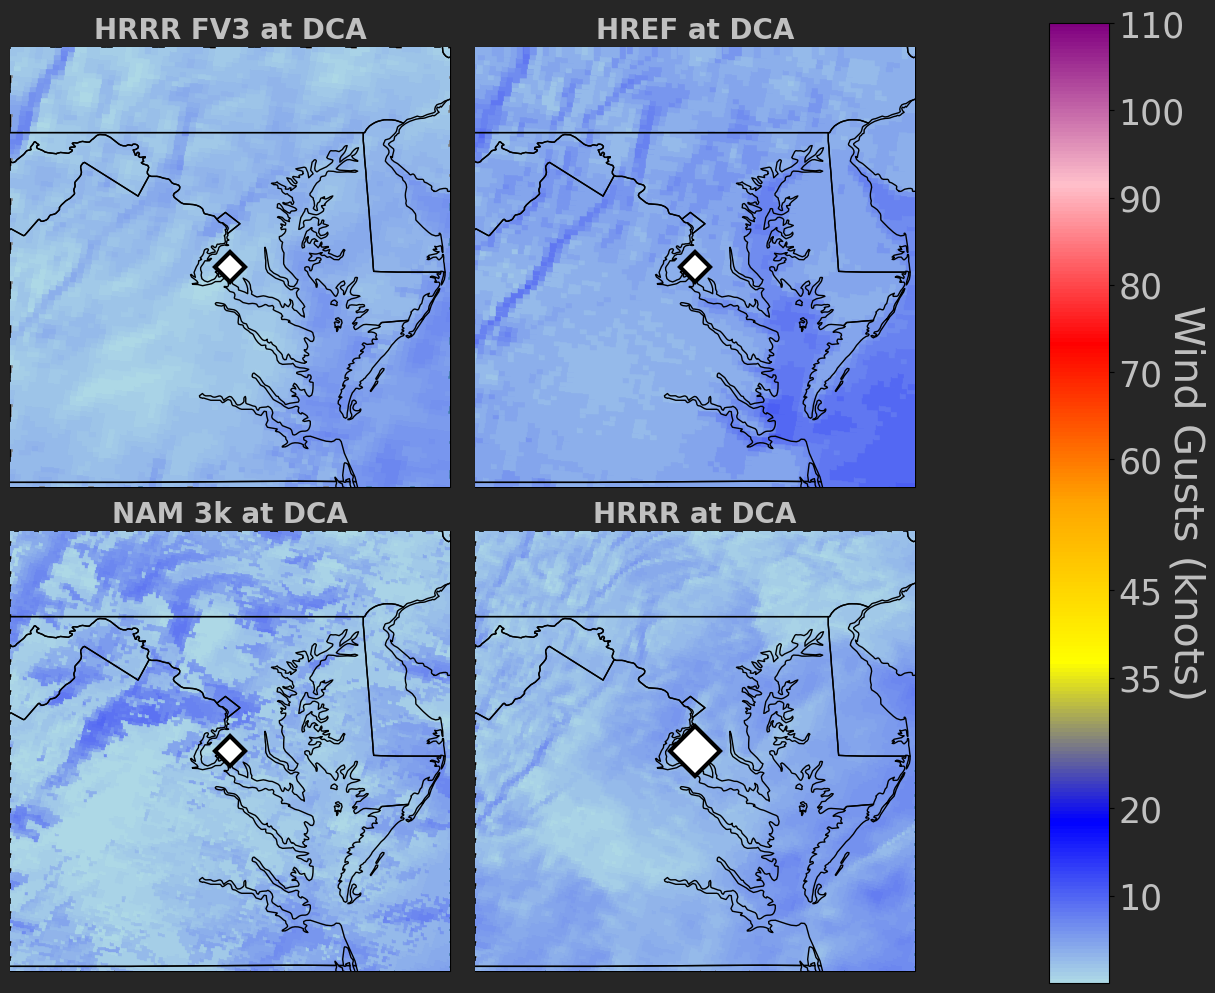 HRRR FV3 at DCA
HREF at DCA
NAM 3k at DCA
HRRR at DCA
110
100
90
80
70
60
45
35
20
10
Wind Gusts (knots)